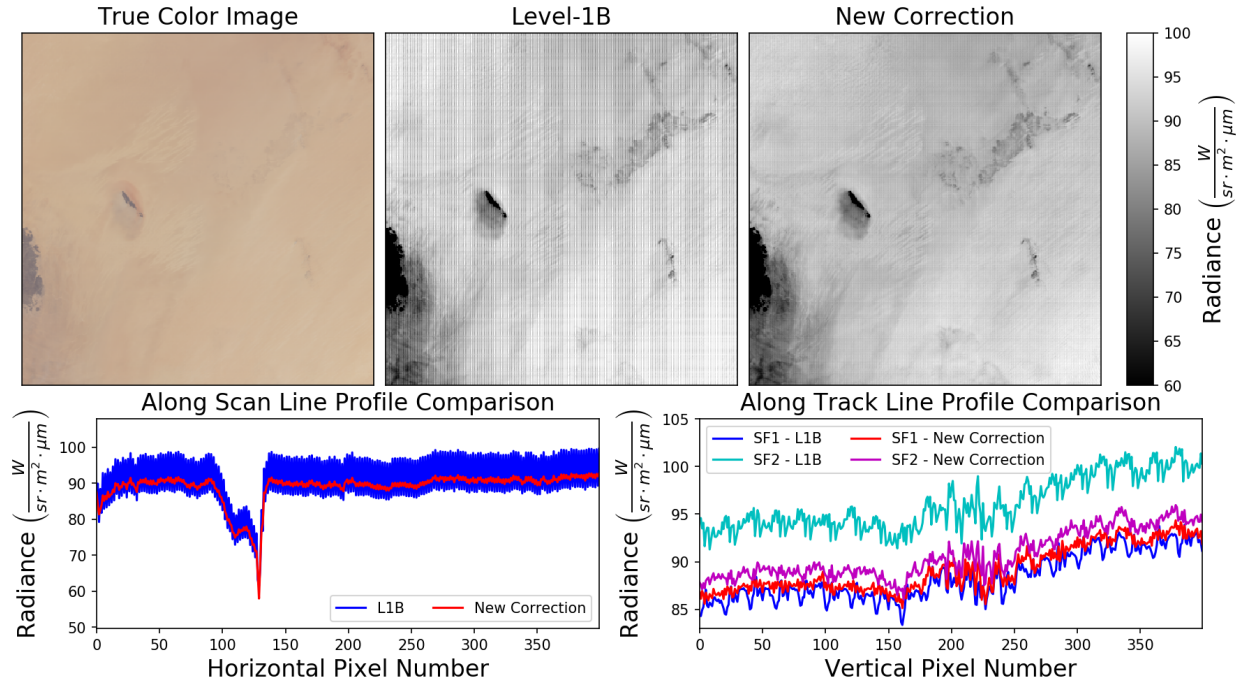 True Color Image
Level-1B
New Correction
100
95
90
85
80
75
70
65
60
Radiance (W / sr · m² · μm)
Along Scan Line Profile Comparison
Radiance (W / sr · m² · μm)
100
90
80
70
60
50
0
50
100
150
200
250
300
350
L1B
New Correction
Horizontal Pixel Number
Along Track Line Profile Comparison
Radiance (W / sr · m² · μm)
105
100
95
90
85
0
50
100
150
200
250
300
350
SF1 - L1B
SF2 - L1B
SF1 - New Correction
SF2 - New Correction
Vertical Pixel Number